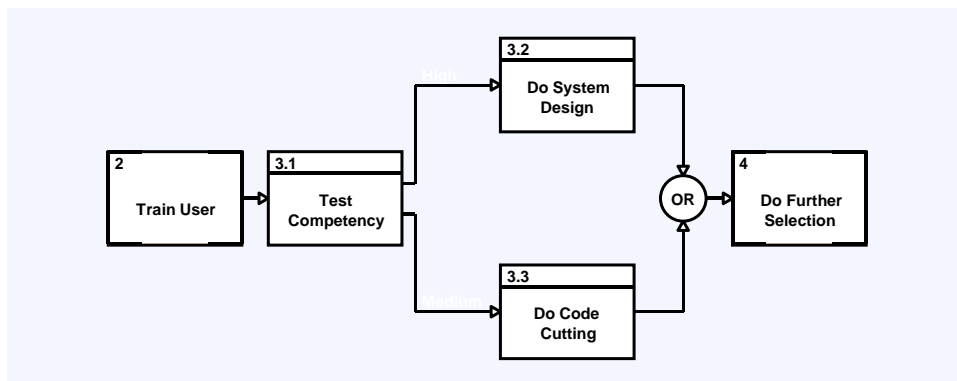 3.2
Do System
Design
High
2
Train User
3.1
Test
Competency
OR
4
Do Further
Selection
Medium
3.3
Do Code
Cutting